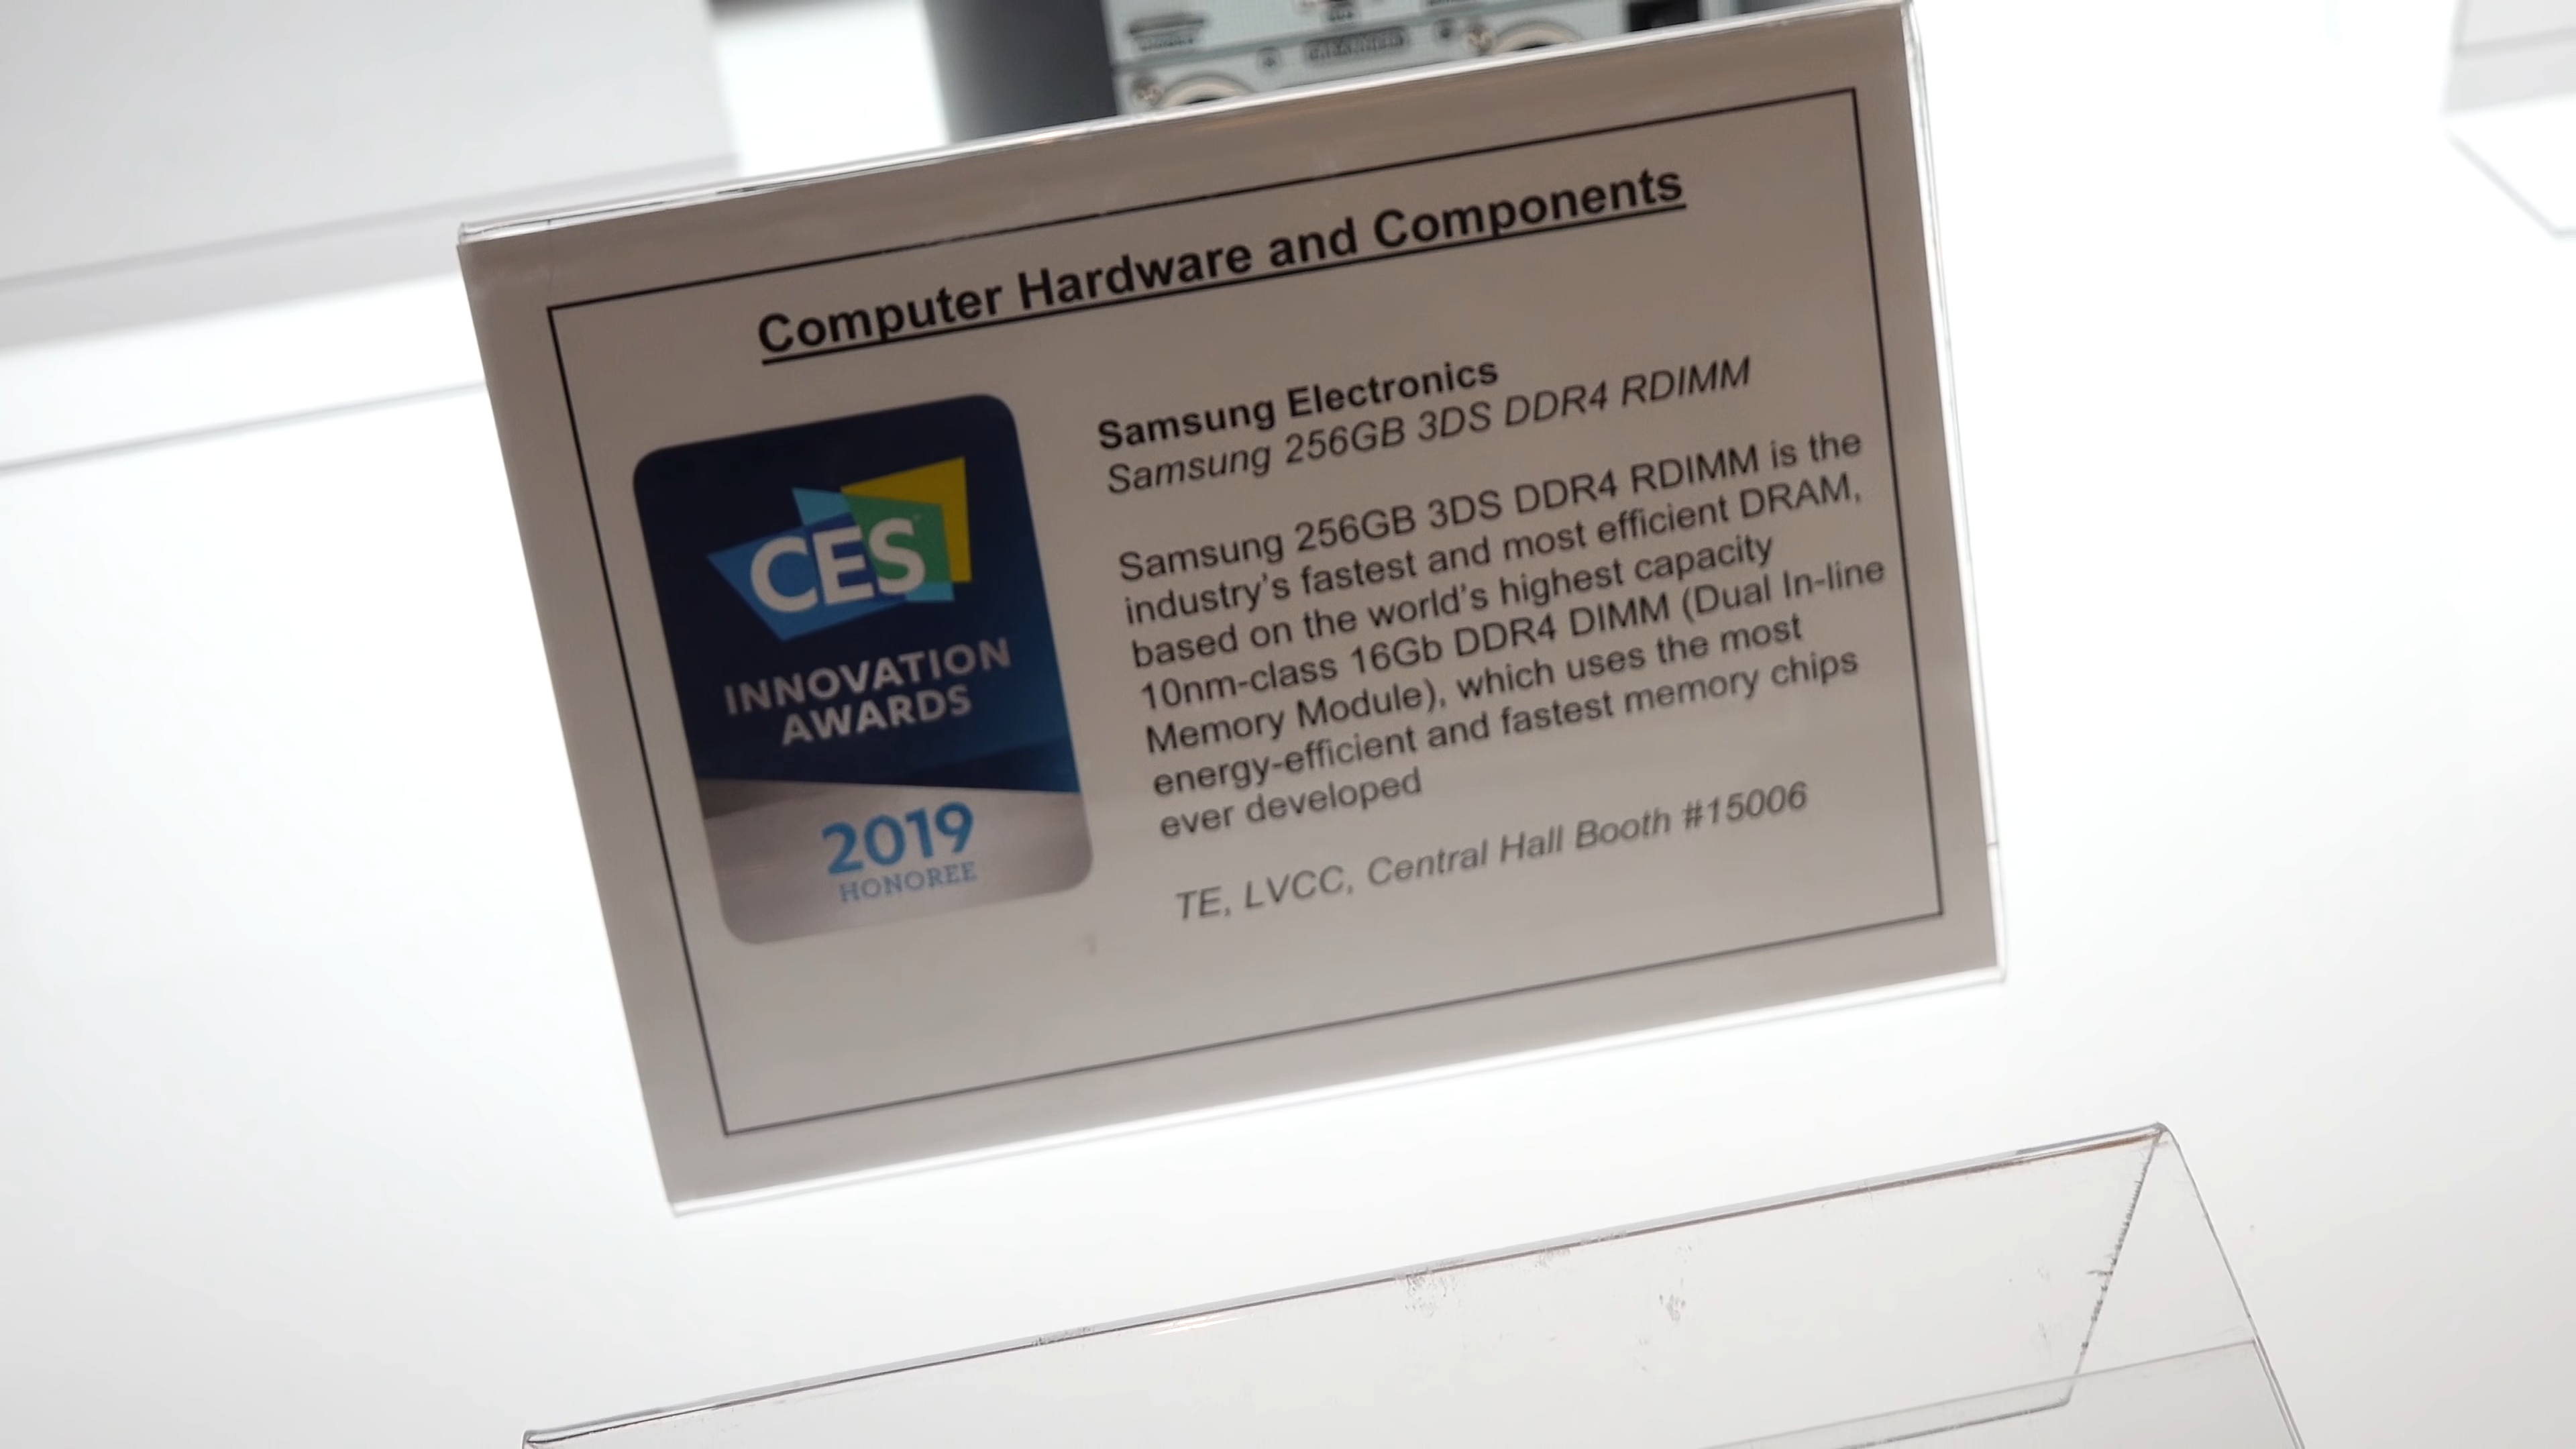 Computer Hardware and Components
CES
INNOVATION
AWARDS
2019
HONOREE
Samsung Electronics
Samsung 256GB 3DS DDR4 RDIMM
Samsung 256GB 3DS DDR4 RDIMM is the
industry's fastest and most efficient DRAM,
based on the world's highest capacity
10nm-class 16Gb DDR4 DIMM (Dual In-line
Memory Module), which uses the most
energy-efficient and fastest memory chips
ever developed
TE, LVCC, Central Hall Booth #15006